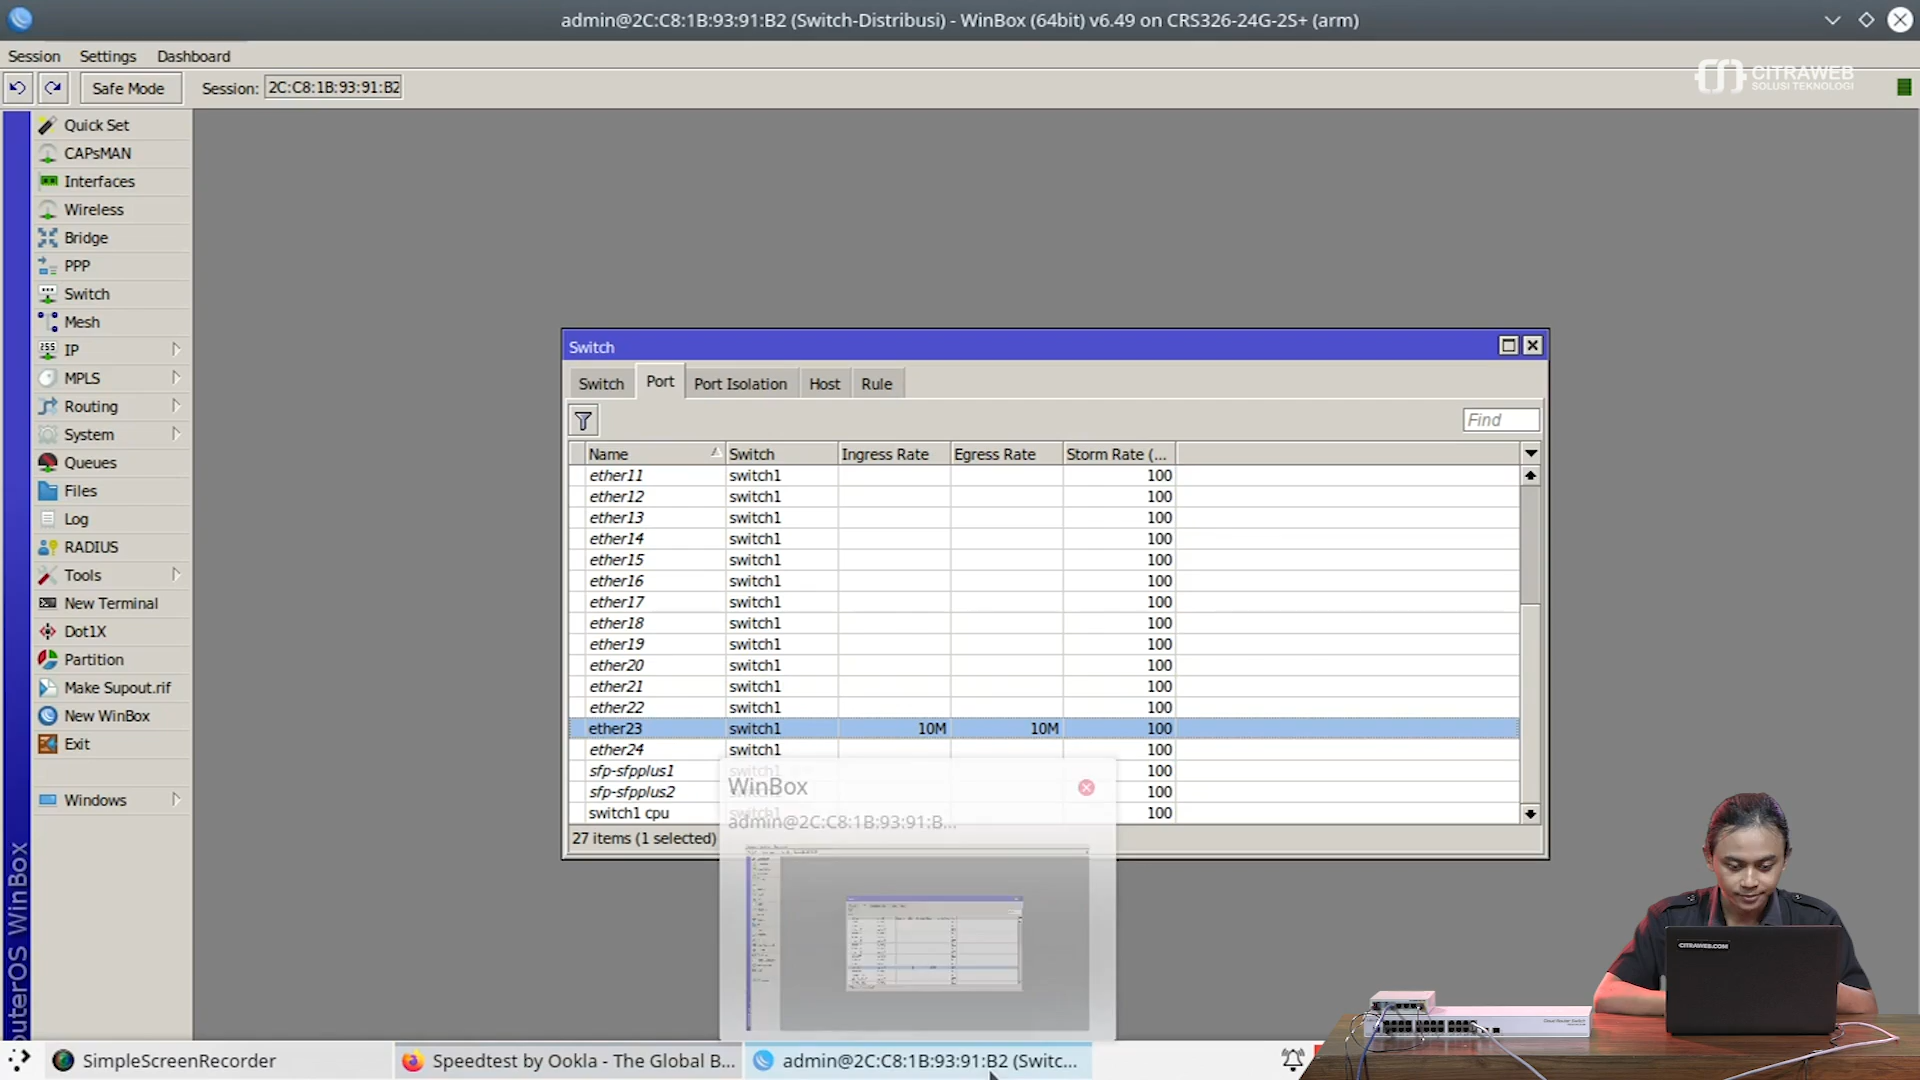 admin@2C:C8:1B:93:91:B2 (Switch-Distribusi) - WinBox (64bit) v6.49 on CRS326-24G-2S+ (arm)
Session Settings Dashboard
Safe Mode Session: 2C:C8:1B:93:91:B2
CITRAWEB
SOLUSI TEKNOLOGI
Quick Set
CAPsMAN
Interfaces
Wireless
Bridge
PPP
Switch
Mesh
IP
MPLS
Routing
System
Queues
Files
Log
RADIUS
Tools
New Terminal
Dot1X
Partition
Make Supout.rif
New WinBox
Exit
Windows
outerOS WinBox
Switch
Switch Port Port Isolation Host Rule
Find
Name Switch Ingress Rate Egress Rate Storm Rate (...
ether11 switch1 100
ether12 switch1 100
ether13 switch1 100
ether14 switch1 100
ether15 switch1 100
ether16 switch1 100
ether17 switch1 100
ether18 switch1 100
ether19 switch1 100
ether20 switch1 100
ether21 switch1 100
ether22 switch1 100
ether23 switch1 10M 10M 100
ether24 switch1 100
sfp-sfpplus1 switch1 100
sfp-sfpplus2 switch1 100
switch1 cpu switch1 100
27 items (1 selected)
WinBox
admin@2C:C8:1B:93:91:B...
CITRAWEB.COM
SimpleScreenRecorder
Speedtest by Ookla - The Global B...
admin@2C:C8:1B:93:91:B2 (Switc...